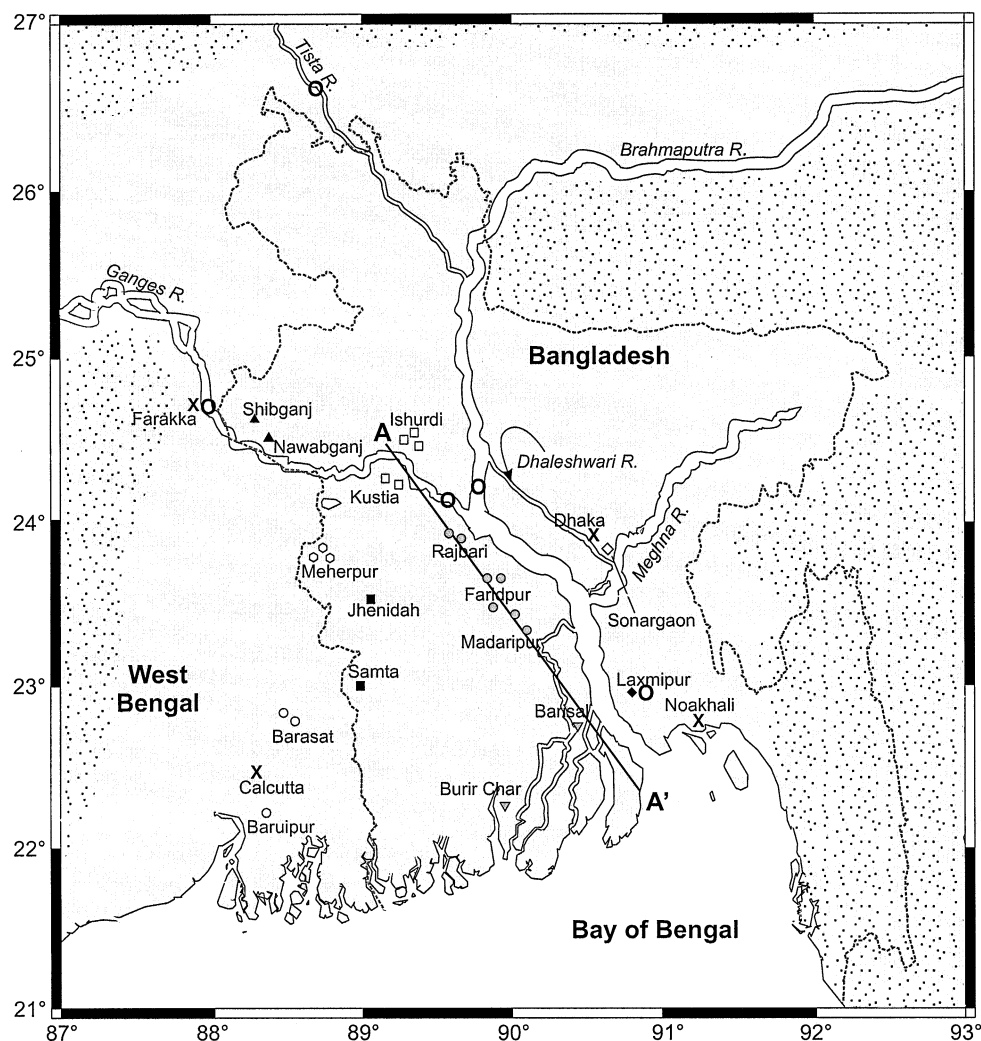 27°
Tista R.
Brahmaputra R.
26°
Ganges R.
25°
Bangladesh
X O
Farakka
Shibganj
Nawabganj
A
Ishurdi
Dhaleshwari R.
Kustia
O
O
O
24°
Dhaka
X
Rajbari
Meghna R.
Meherpur
Faridpur
Jhenidah
Sonargaon
Madaripur
West
Bengal
Samta
23°
Laxmipur
O
Noakhali
X
Barisal
Barasat
X
Calcutta
Burir Char
A'
Baruipur
22°
Bay of Bengal
21°
87° 88° 89° 90° 91° 92° 93°